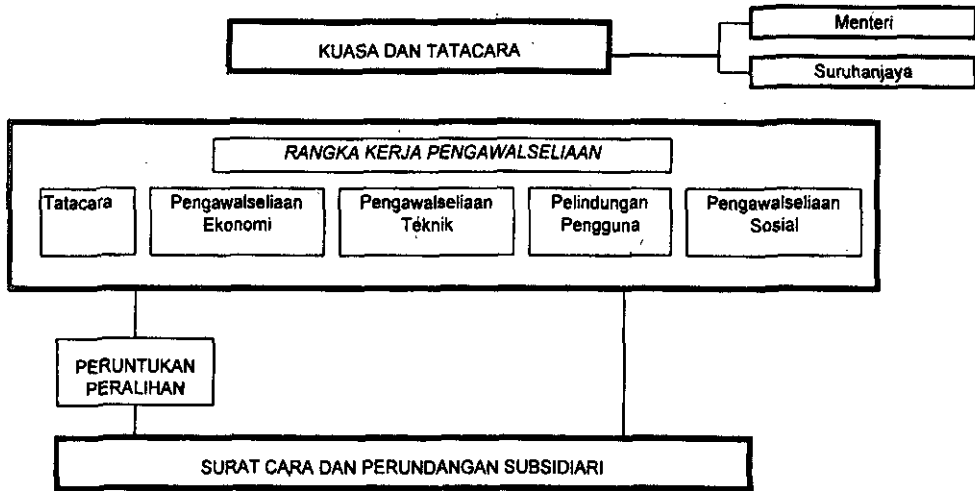 KUASA DAN TATACARA
Menteri
Suruhanjaya
RANGKA KERJA PENGAWALSELIAAN
Tatacara
Pengawalseliaan
Ekonomi
Pengawalseliaan
Teknik
Pelindungan
Pengguna
Pengawalseliaan
Sosial
PERUNTUKAN
PERALIHAN
SURAT CARA DAN PERUNDANGAN SUBSIDIARI